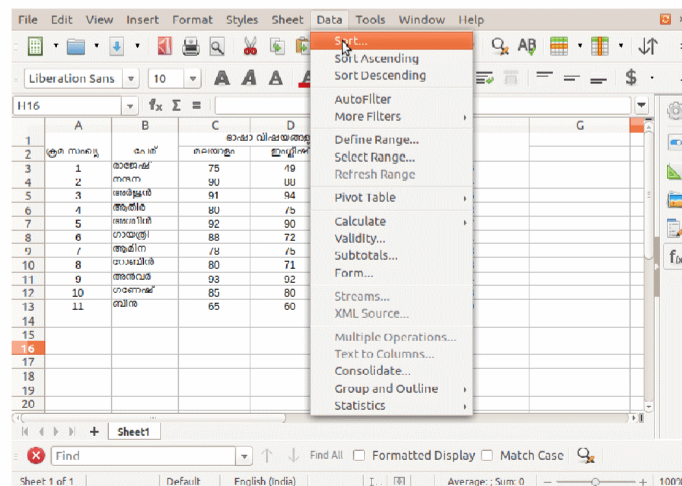 File Edit View Insert Format Styles Sheet Data Tools Window Help
Liberation Sans 10
H16
Sort...
Sort Ascending
Sort Descending
AutoFilter
More Filters
Define Range...
Select Range...
Refresh Range
Pivot Table
Calculate
Validity...
Subtotals...
Form...
Streams...
XML Source...
Multiple Operations...
Text to Columns...
Consolidate...
Group and Outline
Statistics
A B C D G
1 ഭാഷാ വിഷയങ്ങള
2 ക്രമ സംഖ്യ പേര് മലയാളം ഇംഗ്ലീഷ്
3 1 രാജേഷ് 75 49
4 2 നന്ദന 90 88
5 3 അർജ്ജുൻ 91 94
6 4 ആതിര 80 75
7 5 92 90
8 6 ഗായത്രി 88 72
9 7 ആമിന 78 75
10 8 റോബിൻ 80 71
11 9 അൻവർ 93 92
12 10 ഗണേഷ് 85 80
13 11 ബിനു 65 60
14
15
16
17
18
19
20
Sheet1
Find Find All Formatted Display Match Case
Sheet 1 of 1 Default English (India) Average: ; Sum: 0 100%